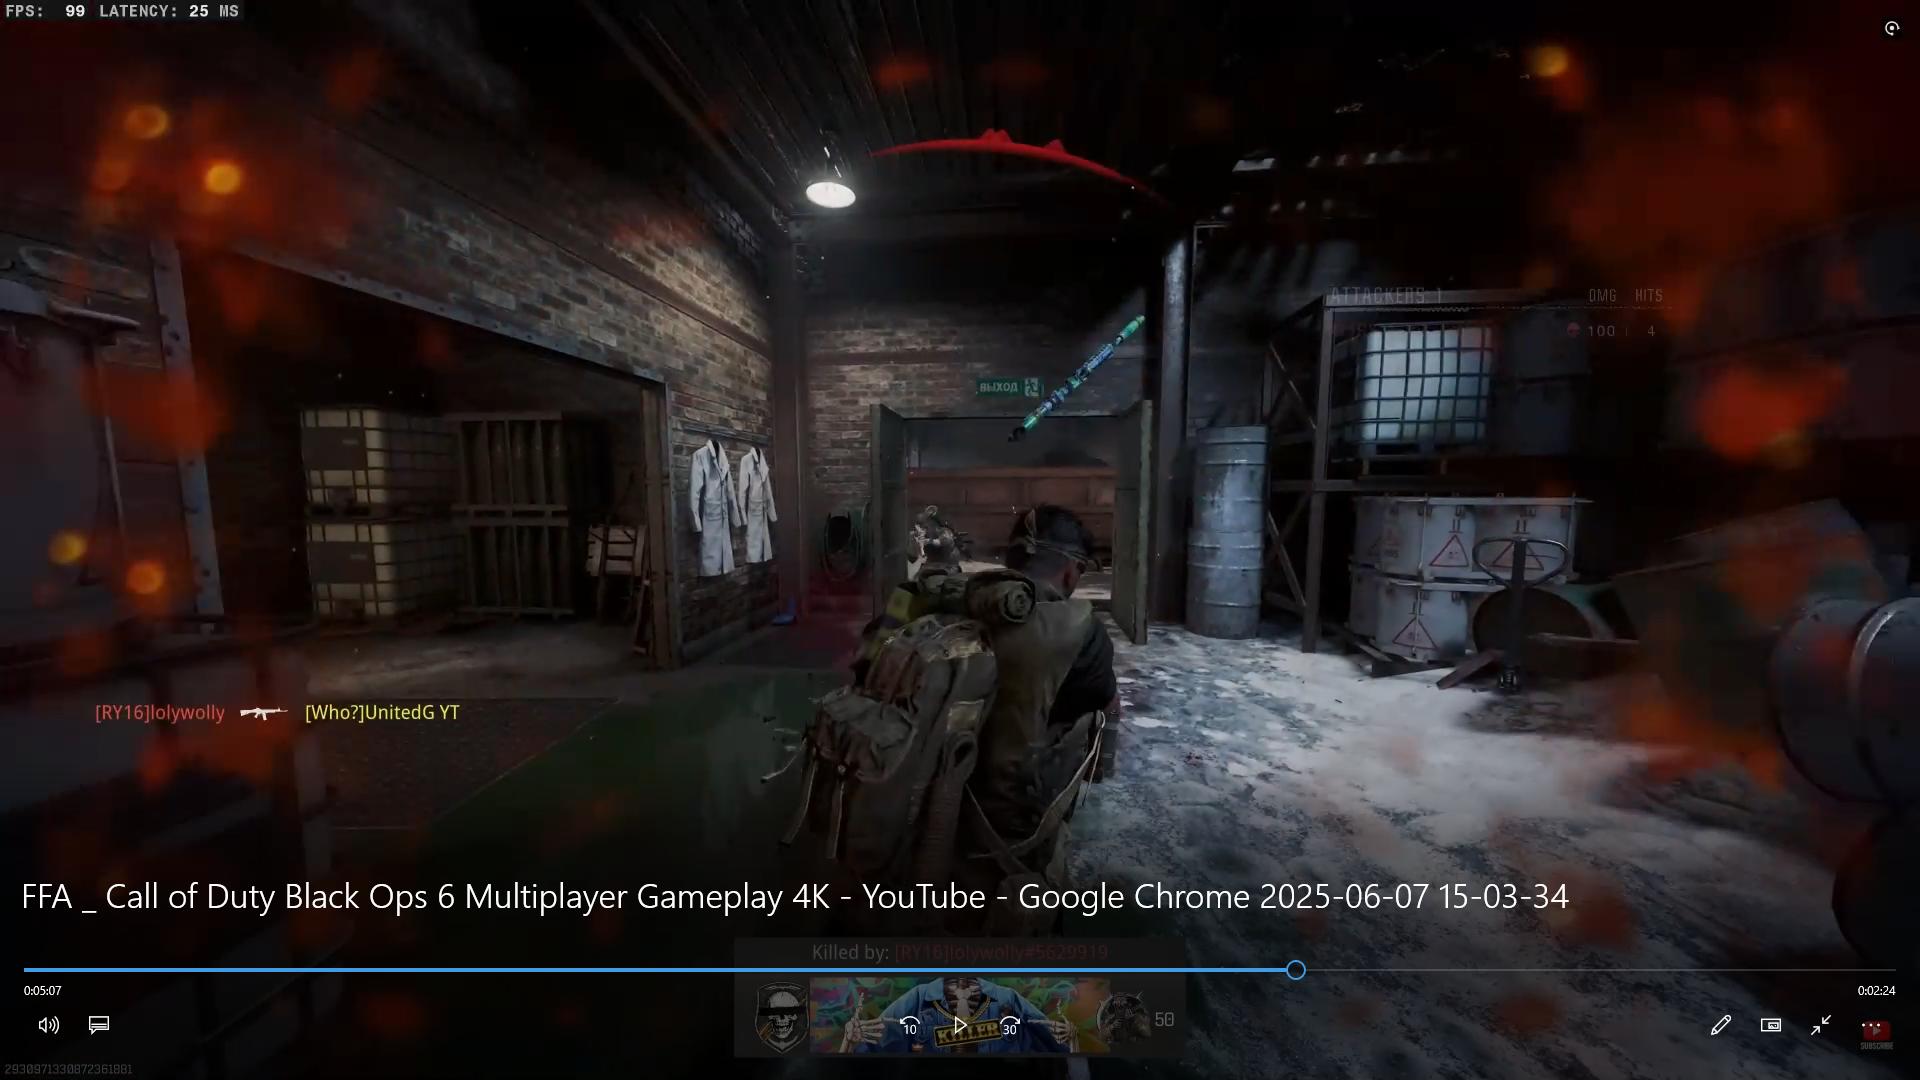 FPS: 99 LATENCY: 25 MS
ATTACKERS 1 DMG HITS
100 4
ВЫХОД
[RY16]lolywolly [Who?]UnitedG YT
FFA _ Call of Duty Black Ops 6 Multiplayer Gameplay 4K - YouTube - Google Chrome 2025-06-07 15-03-34
Killed by: [RY16]lolywolly#5629919
0:05:07
0:02:24
10
30
KILLER
50
SUBSCRIBE
2930971330872361881